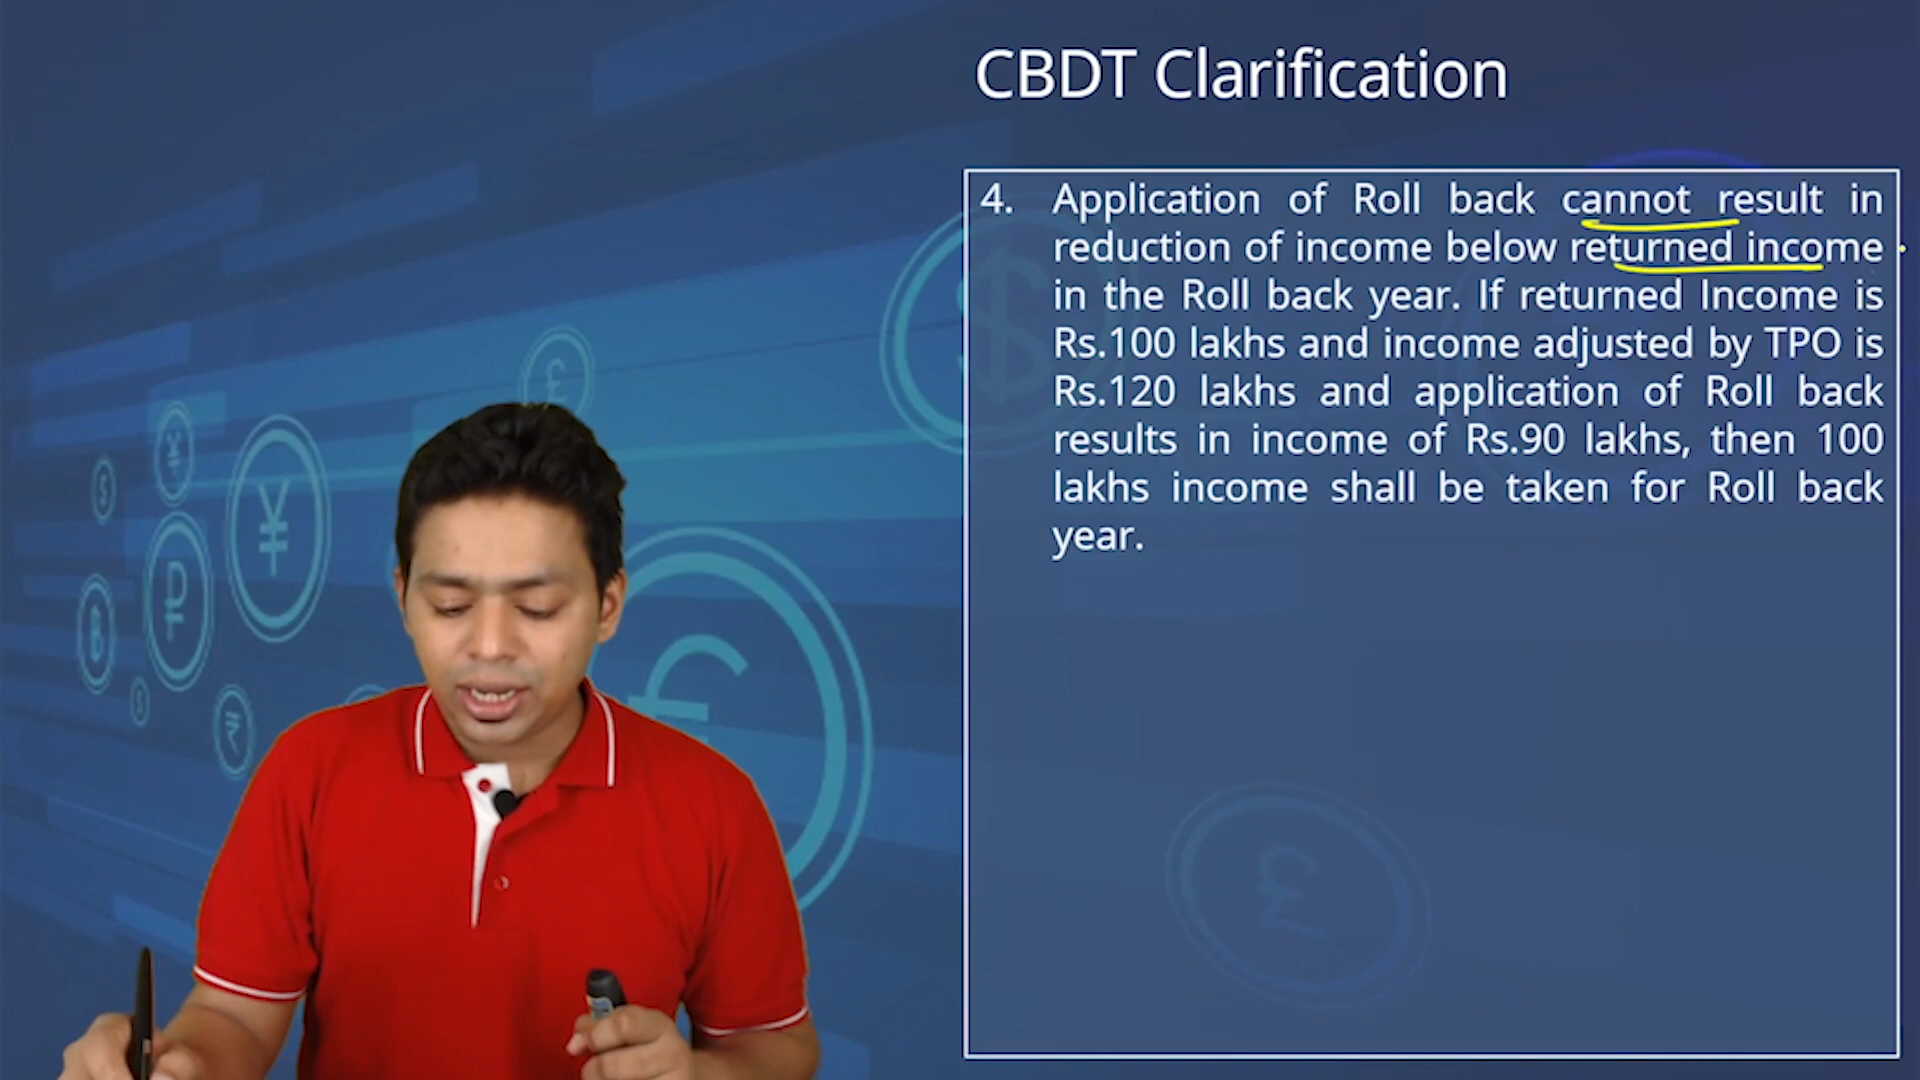 CBDT Clarification
4. Application of Roll back cannot result in
reduction of income below returned income
in the Roll back year. If returned Income is
Rs.100 lakhs and income adjusted by TPO is
Rs.120 lakhs and application of Roll back
results in income of Rs.90 lakhs, then 100
lakhs income shall be taken for Roll back
year.